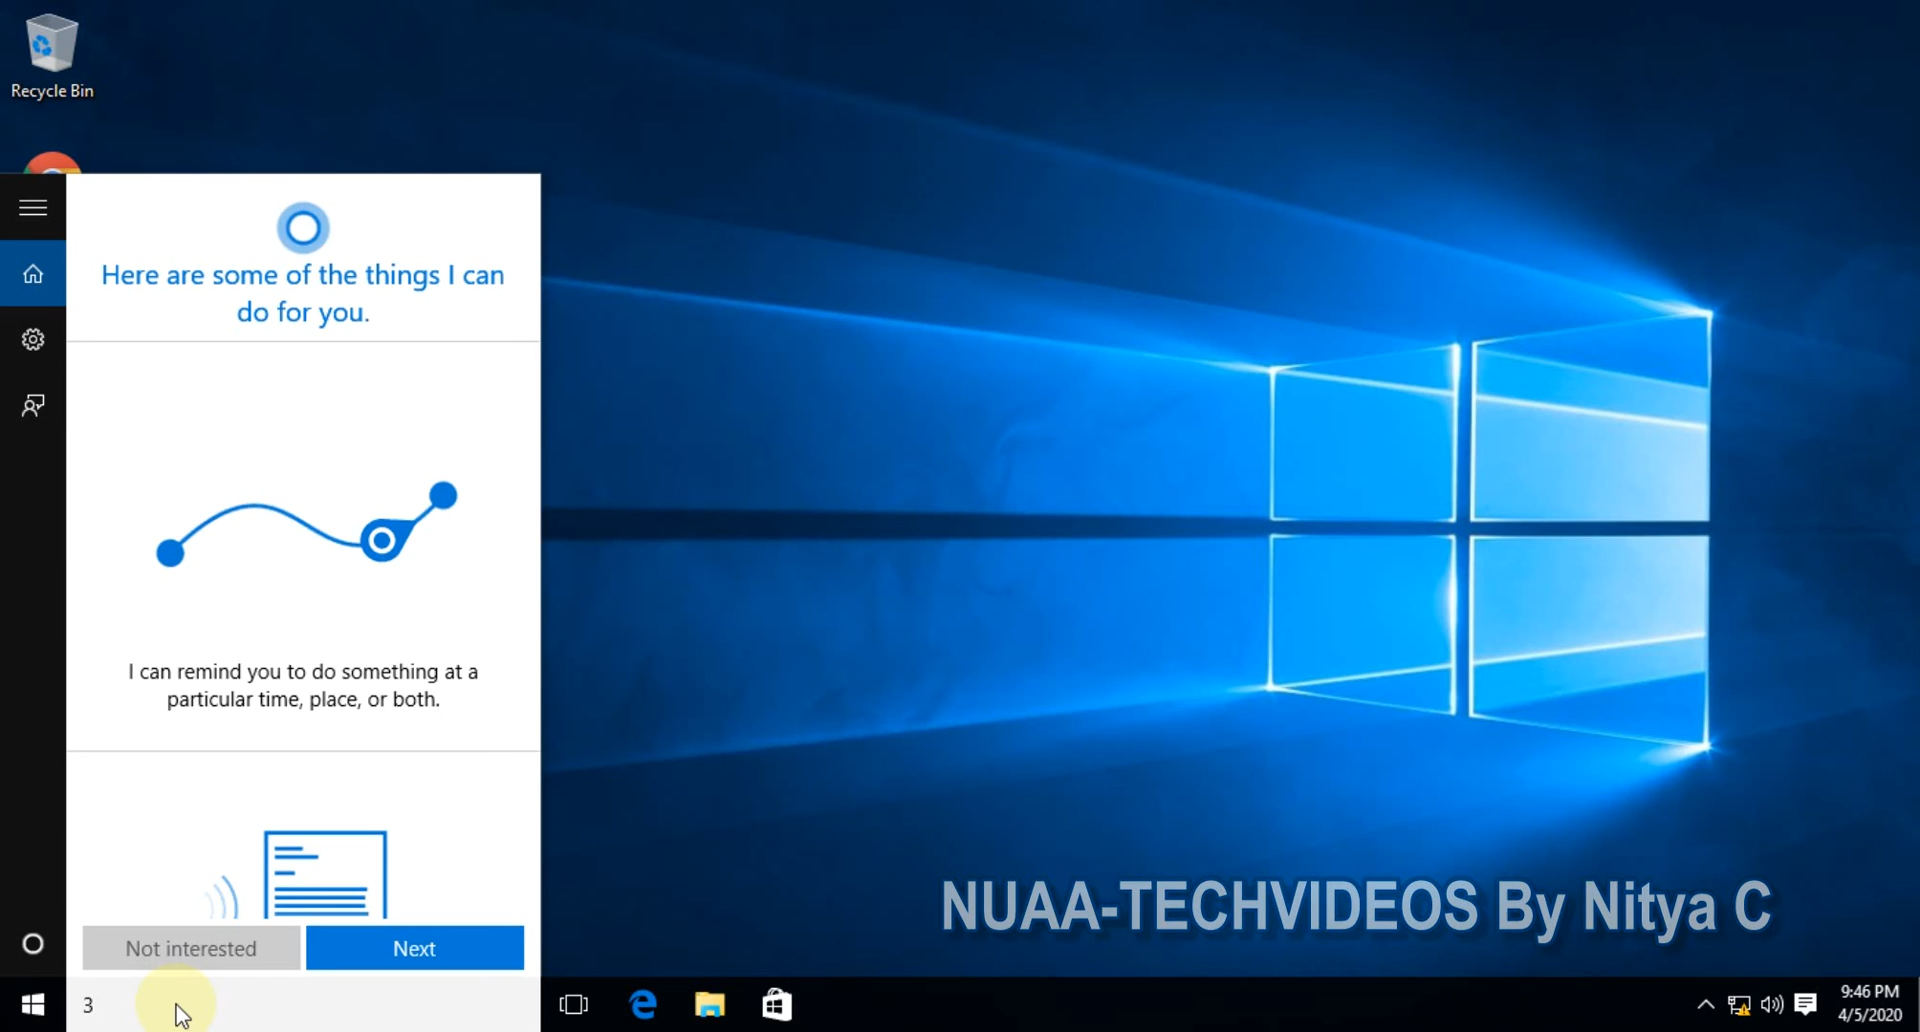 Recycle Bin
Here are some of the things I can
do for you.
I can remind you to do something at a
particular time, place, or both.
Not interested
Next
3
NUAA-TECHVIDEOS By Nitya C
9:46 PM
4/5/2020